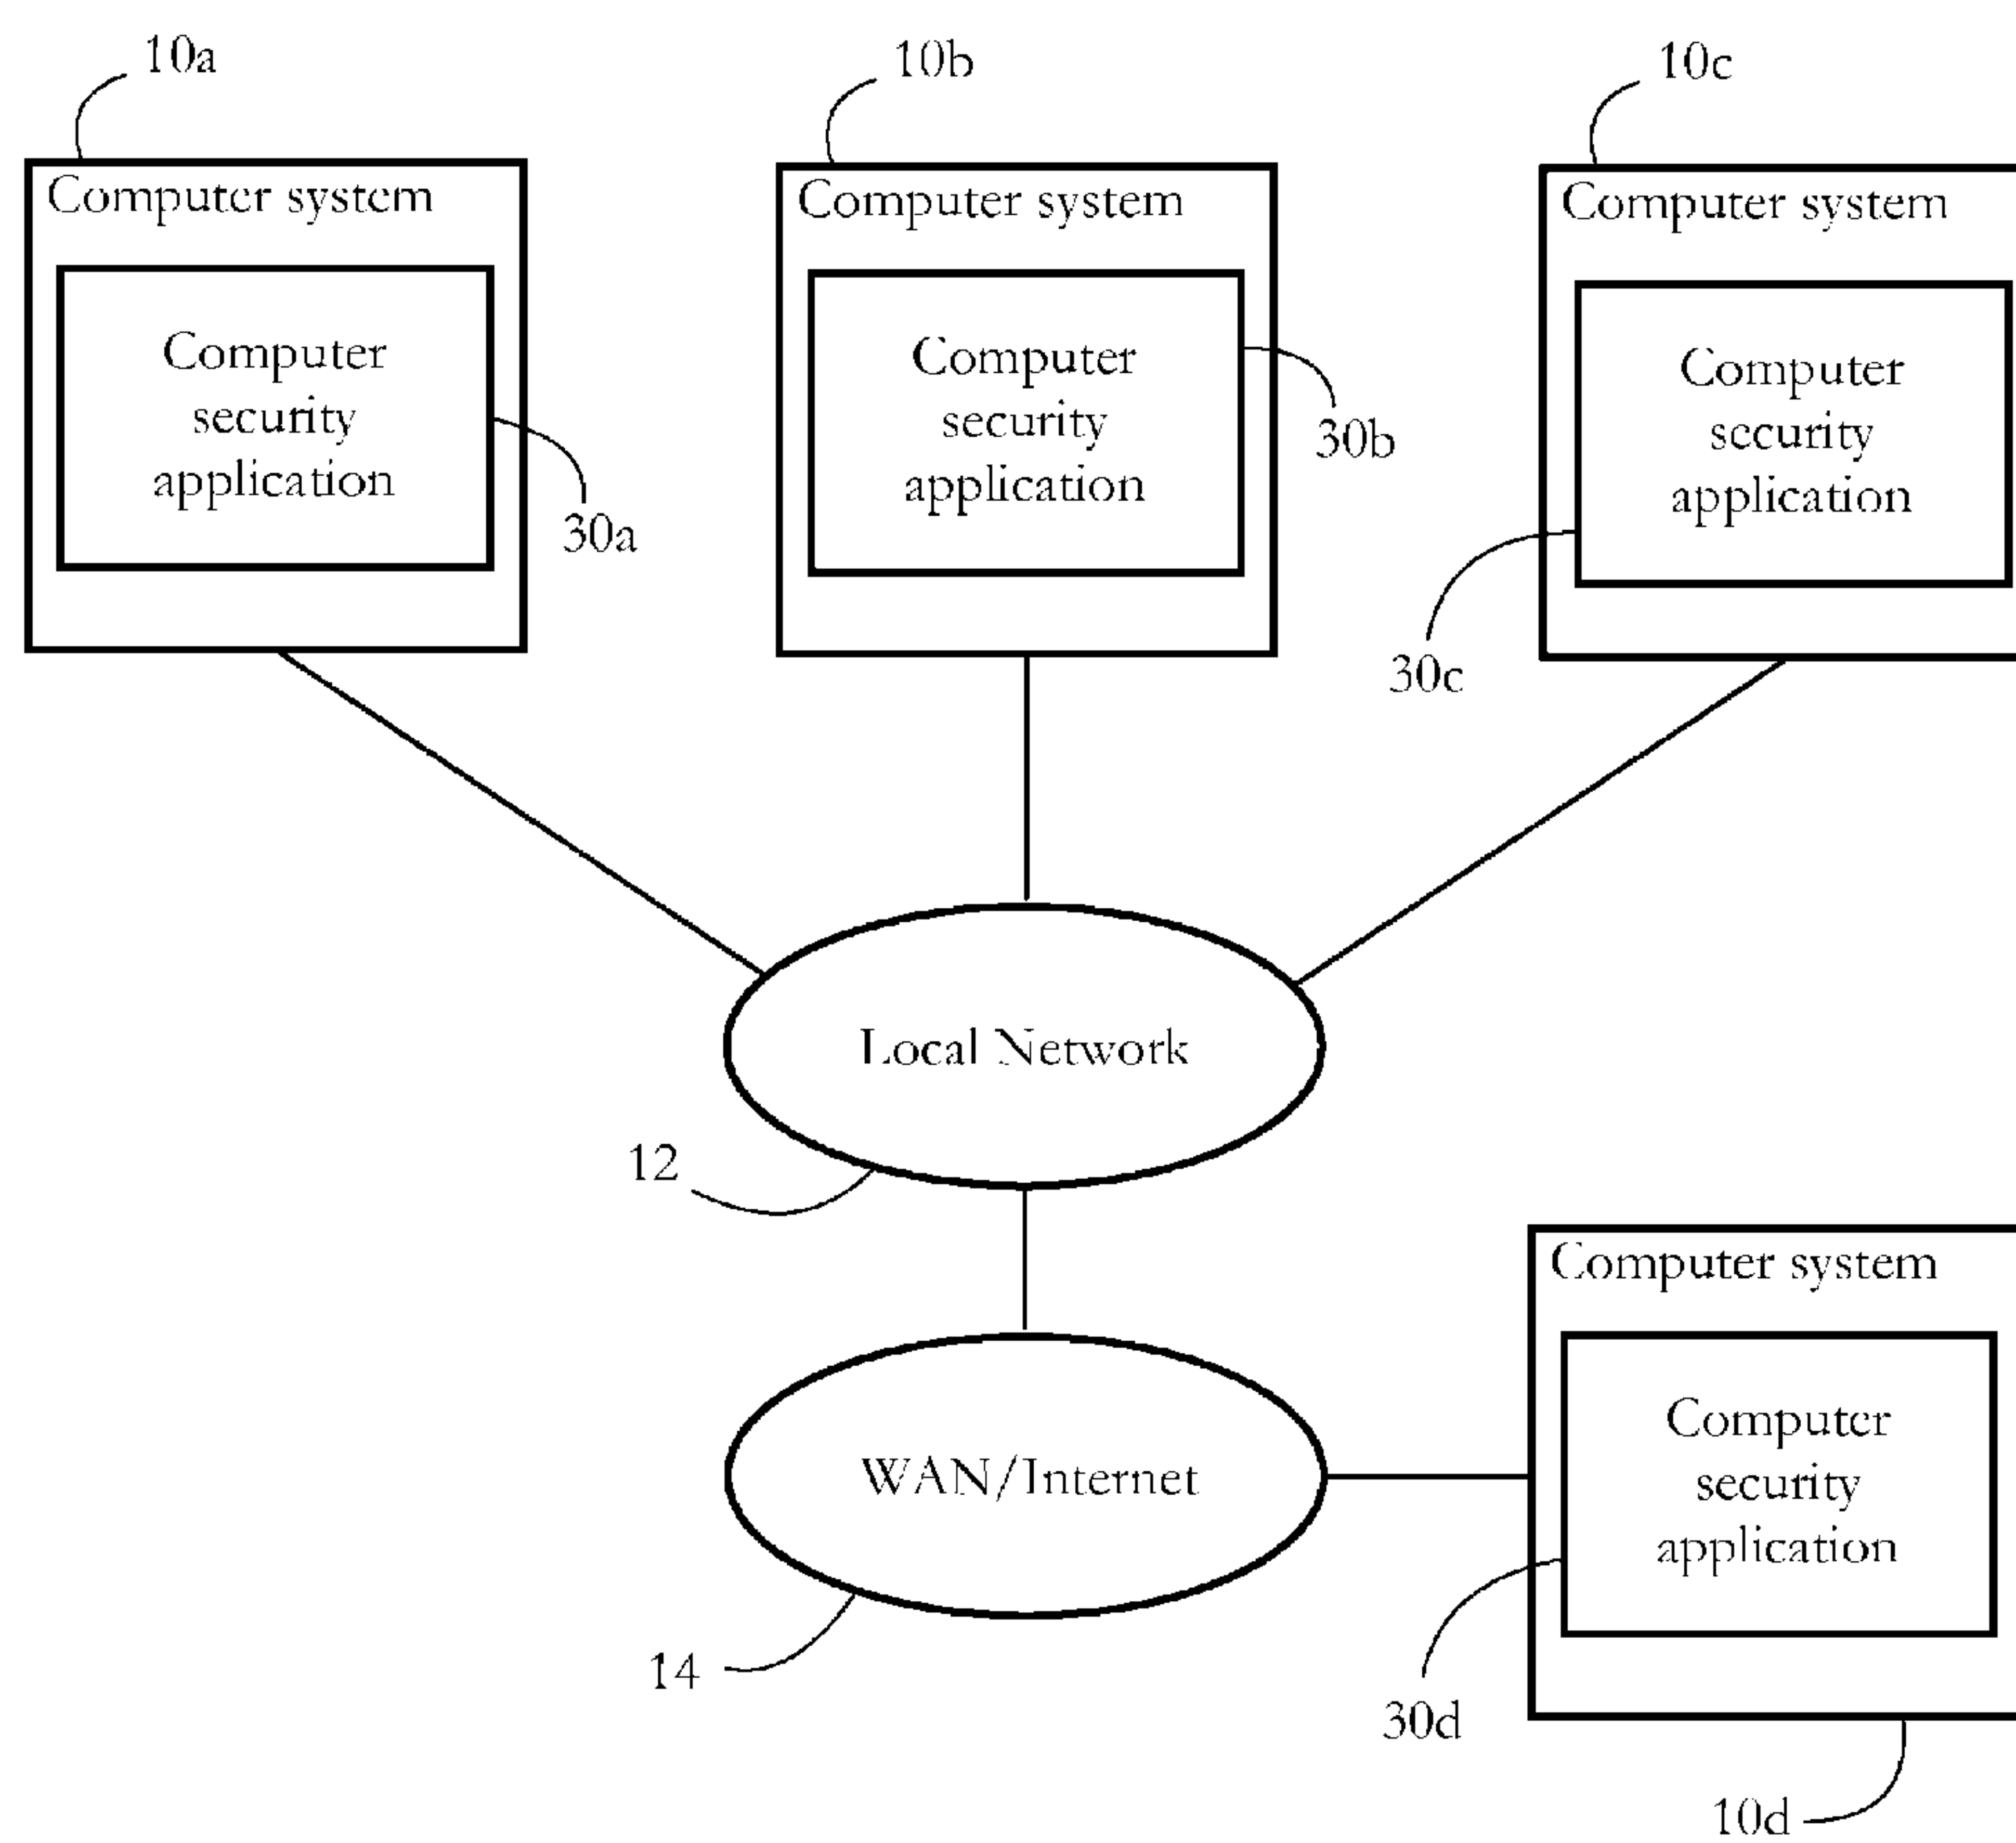 10a
10b
10c
Computer system
Computer system
Computer system
Computer
security
application
Computer
security
application
Computer
security
application
30a
30b
30c
Local Network
12
Computer system
WAN/Internet
Computer
security
application
14
30d
10d